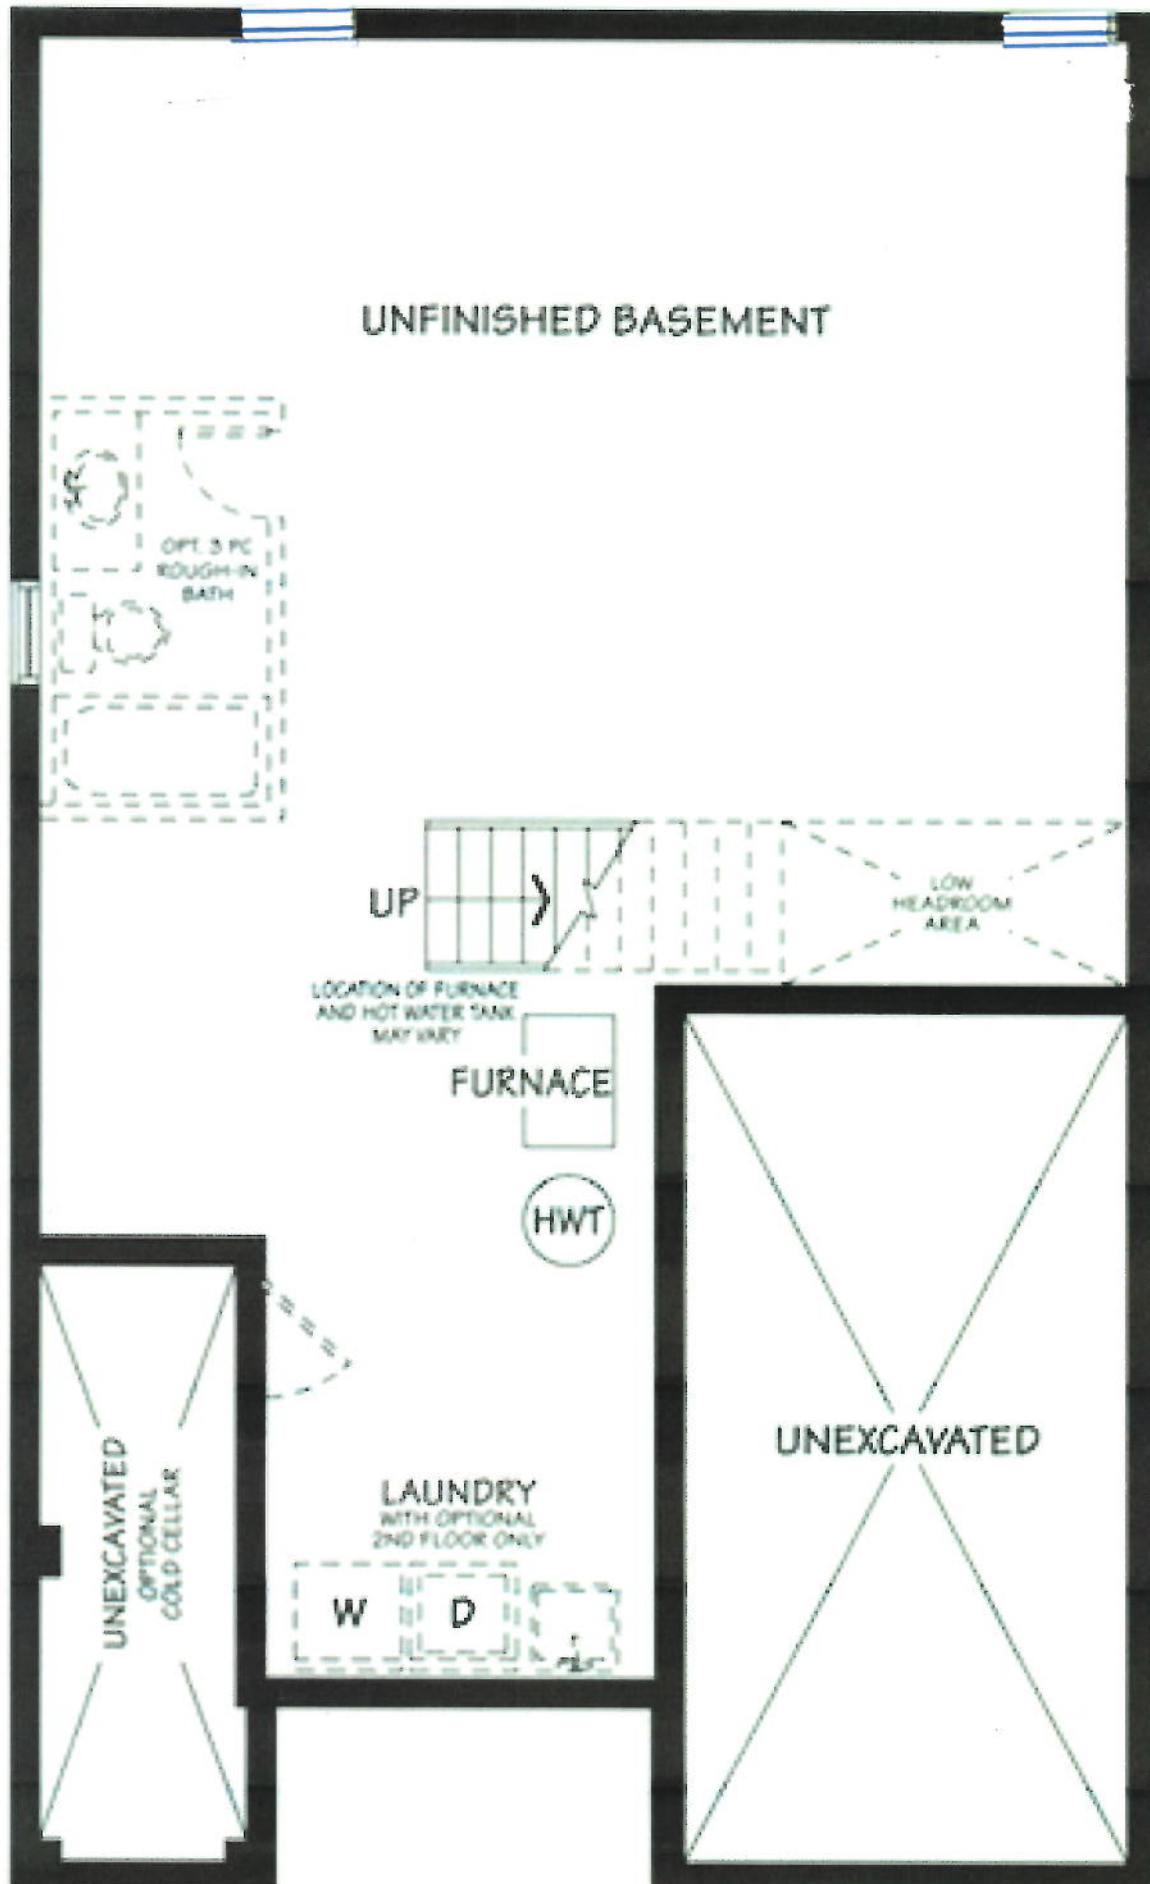 UNFINISHED BASEMENT
OPT. 3 PC
ROUGH-IN
BATH
UP
LOW
HEADROOM
AREA
LOCATION OF FURNACE
AND HOT WATER TANK
MAY VARY
FURNACE
HWT
UNEXCAVATED
OPTIONAL
COLD CELLAR
UNEXCAVATED
LAUNDRY
WITH OPTIONAL
2ND FLOOR ONLY
W
D